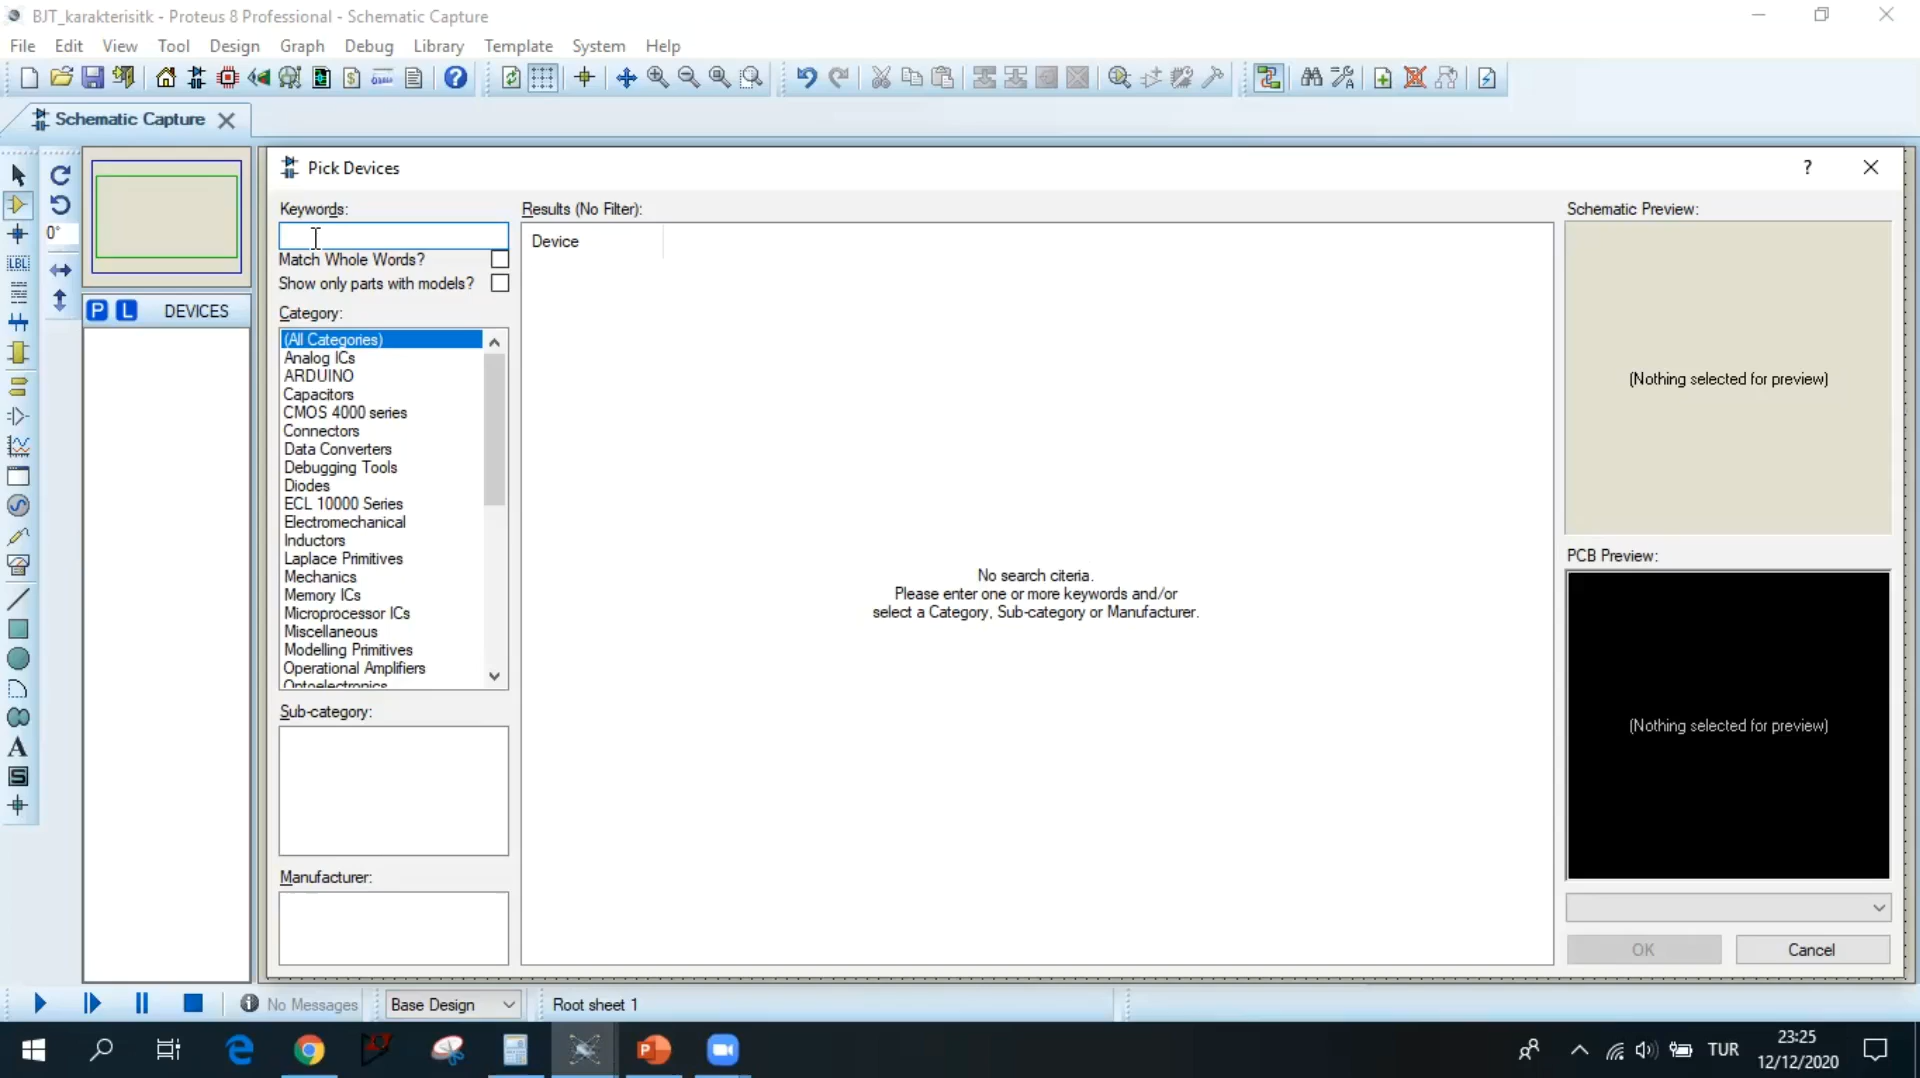 BJT_karakterisitk - Proteus 8 Professional - Schematic Capture
File Edit View Tool Design Graph Debug Library Template System Help
Schematic Capture
Pick Devices
?
Keywords:
Results (No Filter):
Schematic Preview:
0°
Device
Match Whole Words?
LBL
Show only parts with models?
P L DEVICES
Category:
(All Categories)
Analog ICs
ARDUINO
Capacitors
CMOS 4000 series
Connectors
Data Converters
Debugging Tools
Diodes
ECL 10000 Series
Electromechanical
Inductors
Laplace Primitives
Mechanics
Memory ICs
Microprocessor ICs
Miscellaneous
Modelling Primitives
Operational Amplifiers
Optoelectronics
(Nothing selected for preview)
PCB Preview:
No search citeria.
Please enter one or more keywords and/or
select a Category, Sub-category or Manufacturer.
Sub-category:
(Nothing selected for preview)
A
S
Manufacturer:
OK Cancel
No Messages Base Design Root sheet 1
TUR
23:25
12/12/2020